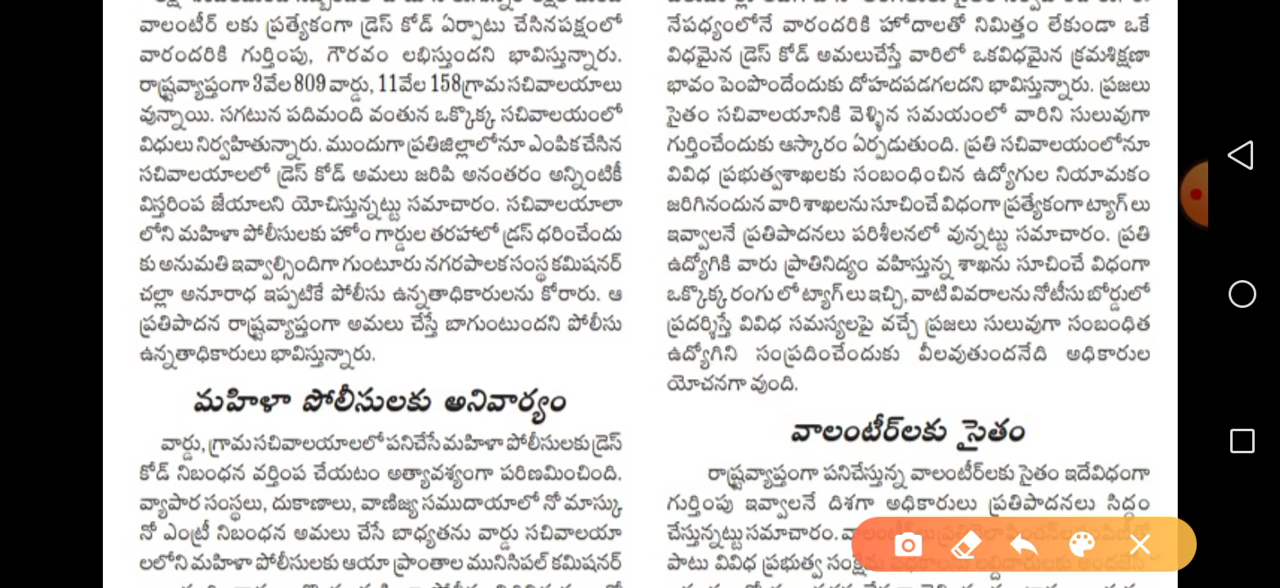 వాలంటీర్ లకు ప్రత్యేకంగా డ్రెస్ కోడ్ ఏర్పాటు చేసినపక్షంలో
వారందరికి గుర్తింపు, గౌరవం లభిస్తుందని భావిస్తున్నారు.
రాష్ట్రవ్యాప్తంగా 3వేల 809 వార్డు, 11వేల 158గ్రామ సచివాలయాలు
వున్నాయి. సగటున పదిమంది వంతున ఒక్కొక్క సచివాలయంలో
విధులు నిర్వహితున్నారు. ముందుగా ప్రతిజిల్లాలోనూ ఎంపిక చేసిన
సచివాలయాలలో డ్రెస్ కోడ్ అమలు జరిపి అనంతరం అన్నింటికీ
విస్తరింప జేయాలని యోచిస్తున్నట్టు సమాచారం. సచివాలయాలా
లోని మహిళా పోలీసులకు హోం గార్డుల తరహాలో డ్రస్ ధరించేందు
కు అనుమతి ఇవ్వాల్సిందిగా గుంటూరు నగరపాలక సంస్థ కమిషనర్
చల్లా అనూరాధ ఇప్పటికే పోలీసు ఉన్నతాధికారులను కోరారు. ఆ
ప్రతిపాదన రాష్ట్రవ్యాప్తంగా అమలు చేస్తే బాగుంటుందని పోలీసు
ఉన్నతాధికారులు భావిస్తున్నారు.
మహిళా పోలీసులకు అనివార్యం
వార్డు, గ్రామ సచివాలయాలలో పనిచేసే మహిళా పోలీసులకు డ్రెస్
కోడ్ నిబంధన వర్తింప చేయటం అత్యావశ్యంగా పరిణమించింది.
వ్యాపార సంస్థలు, దుకాణాలు, వాణిజ్య సముదాయాలో నో మాస్కు
నో ఎంట్రీ నిబంధన అమలు చేసే బాధ్యతను వార్డు సచివాలయా
లలోని మహిళా పోలీసులకు ఆయా ప్రాంతాల మునిసిపల్ కమిషనర్
నేపధ్యంలోనే వారందరికి హోదాలతో నిమిత్తం లేకుండా ఒకే
విధమైన డ్రెస్ కోడ్ అమలుచేస్తే వారిలో ఒకవిధమైన క్రమశిక్షణా
భావం పెంపొందేందుకు దోహదపడగలదని భావిస్తున్నారు. ప్రజలు
సైతం సచివాలయానికి వెళ్ళిన సమయంలో వారిని సులువుగా
గుర్తించేందుకు ఆస్కారం ఏర్పడుతుంది. ప్రతి సచివాలయంలోనూ
వివిధ ప్రభుత్వశాఖలకు సంబంధించిన ఉద్యోగుల నియామకం
జరిగినందున వారి శాఖలను సూచించే విధంగా ప్రత్యేకంగా ట్యాగ్ లు
ఇవ్వాలనే ప్రతిపాదనలు పరిశీలనలో వున్నట్టు సమాచారం. ప్రతి
ఉద్యోగికి వారు ప్రాతినిద్యం వహిస్తున్న శాఖను సూచించే విధంగా
ఒక్కొక్క రంగులో ట్యాగ్ లు ఇచ్చి, వాటి వివరాలను నోటీసు బోర్డులో
ప్రదర్శిస్తే వివిధ సమస్యలపై వచ్చే ప్రజలు సులువుగా సంబంధిత
ఉద్యోగిని సంప్రదించేందుకు వీలవుతుందనేది అధికారుల
యోచనగా వుంది.
వాలంటీర్‌లకు సైతం
రాష్ట్రవ్యాప్తంగా పనిచేస్తున్న వాలంటీర్‌లకు సైతం ఇదేవిధంగా
గుర్తింపు ఇవ్వాలనే దిశగా అధికారులు ప్రతిపాదనలు సిద్దం
చేస్తున్నట్టు సమాచారం.
పాటు వివిధ ప్రభుత్వ